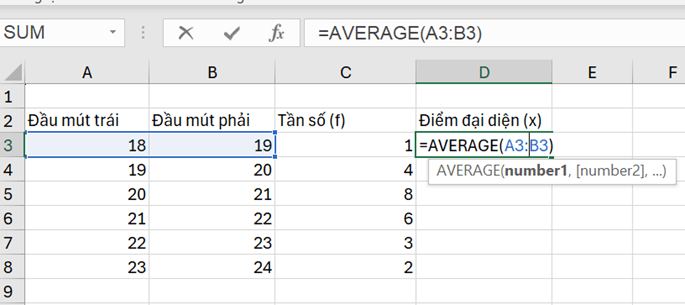 SUM =AVERAGE(A3:B3)
A B C D E F
1
2 Đầu mút trái Đầu mút phải Tần số (f) Điểm đại diện (x)
3 18 19 1 =AVERAGE(A3:B3)
4 19 20 4
AVERAGE(number1, [number2], ...)
5 20 21 8
6 21 22 6
7 22 23 3
8 23 24 2
9